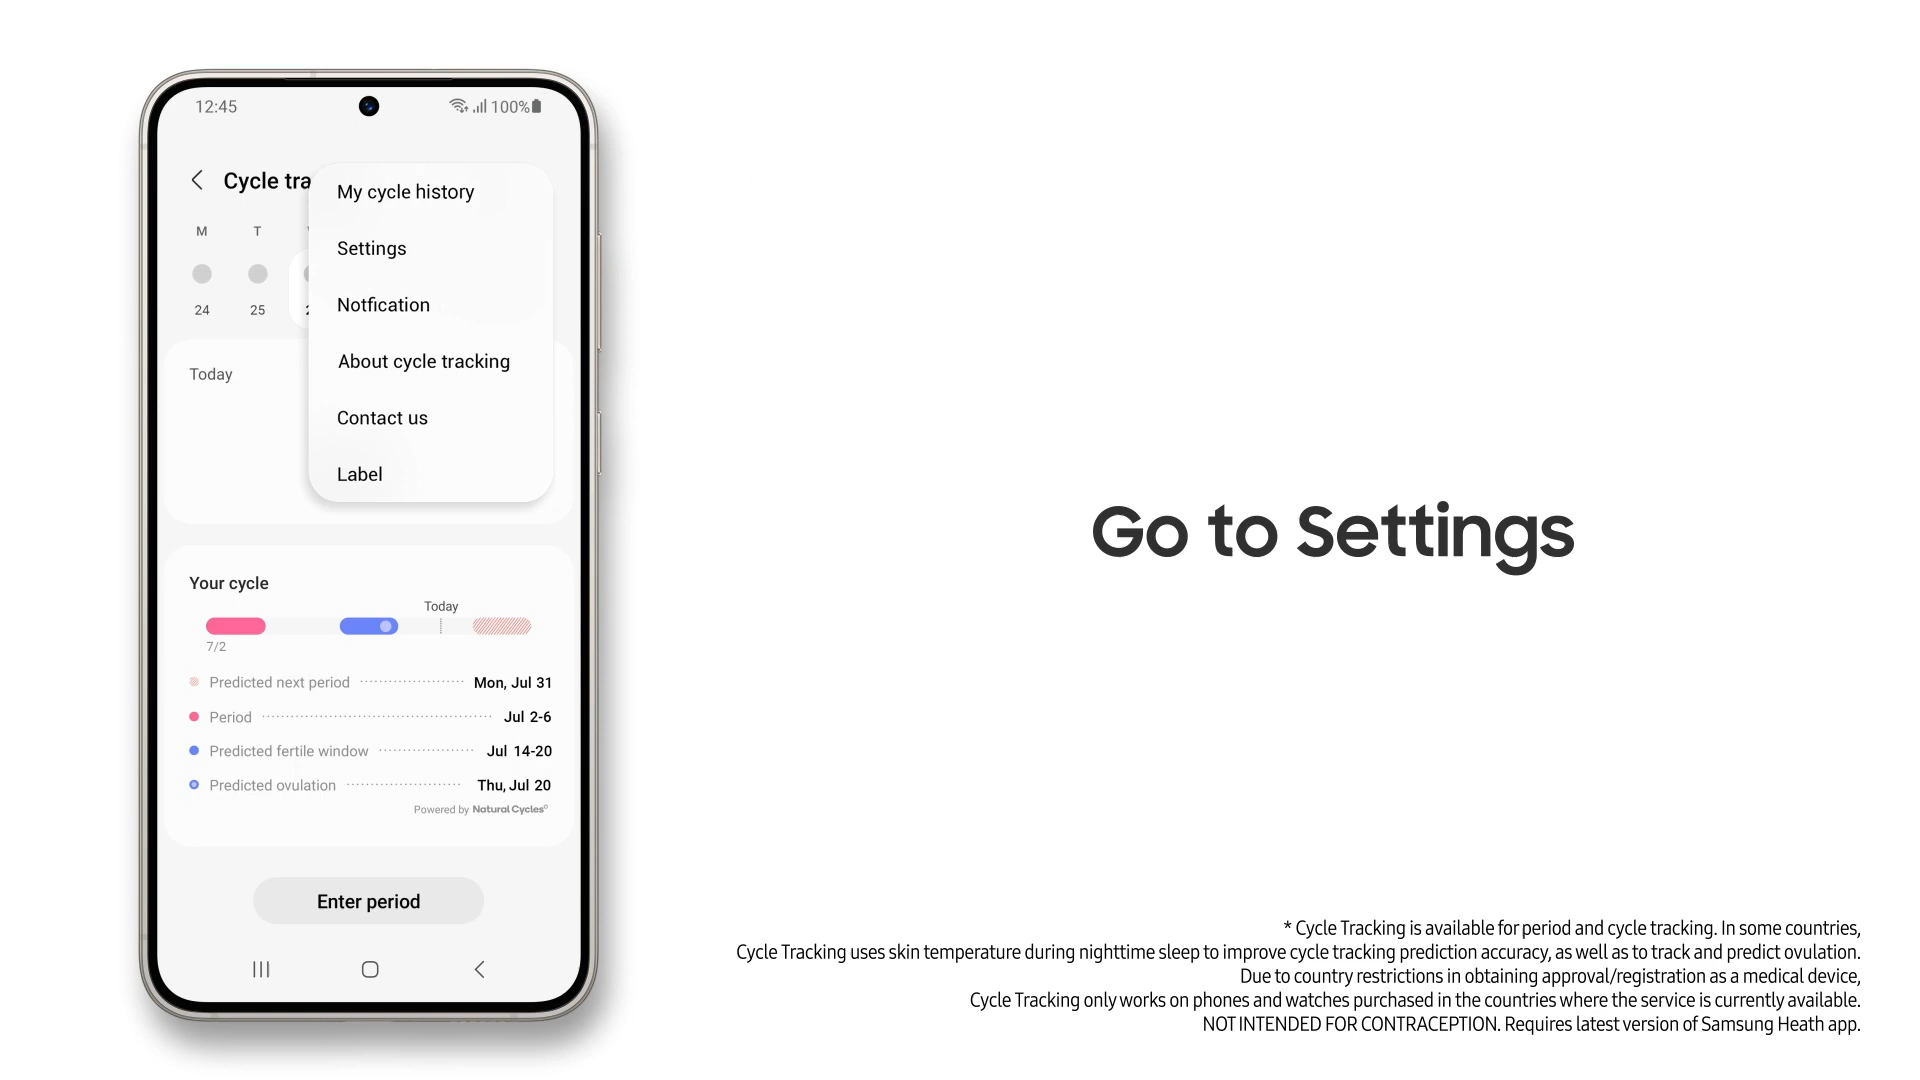 12:45
100%
Cycle tra
M T
24 25
My cycle history
Settings
Notfication
About cycle tracking
Contact us
Label
Today
Your cycle
Today
7/2
Predicted next period Mon, Jul 31
Period Jul 2-6
Predicted fertile window Jul 14-20
Predicted ovulation Thu, Jul 20
Powered by Natural Cycles°
Enter period
Go to Settings
* Cycle Tracking is available for period and cycle tracking. In some countries,
Cycle Tracking uses skin temperature during nighttime sleep to improve cycle tracking prediction accuracy, as well as to track and predict ovulation.
Due to country restrictions in obtaining approval/registration as a medical device,
Cycle Tracking only works on phones and watches purchased in the countries where the service is currently available.
NOT INTENDED FOR CONTRACEPTION. Requires latest version of Samsung Heath app.